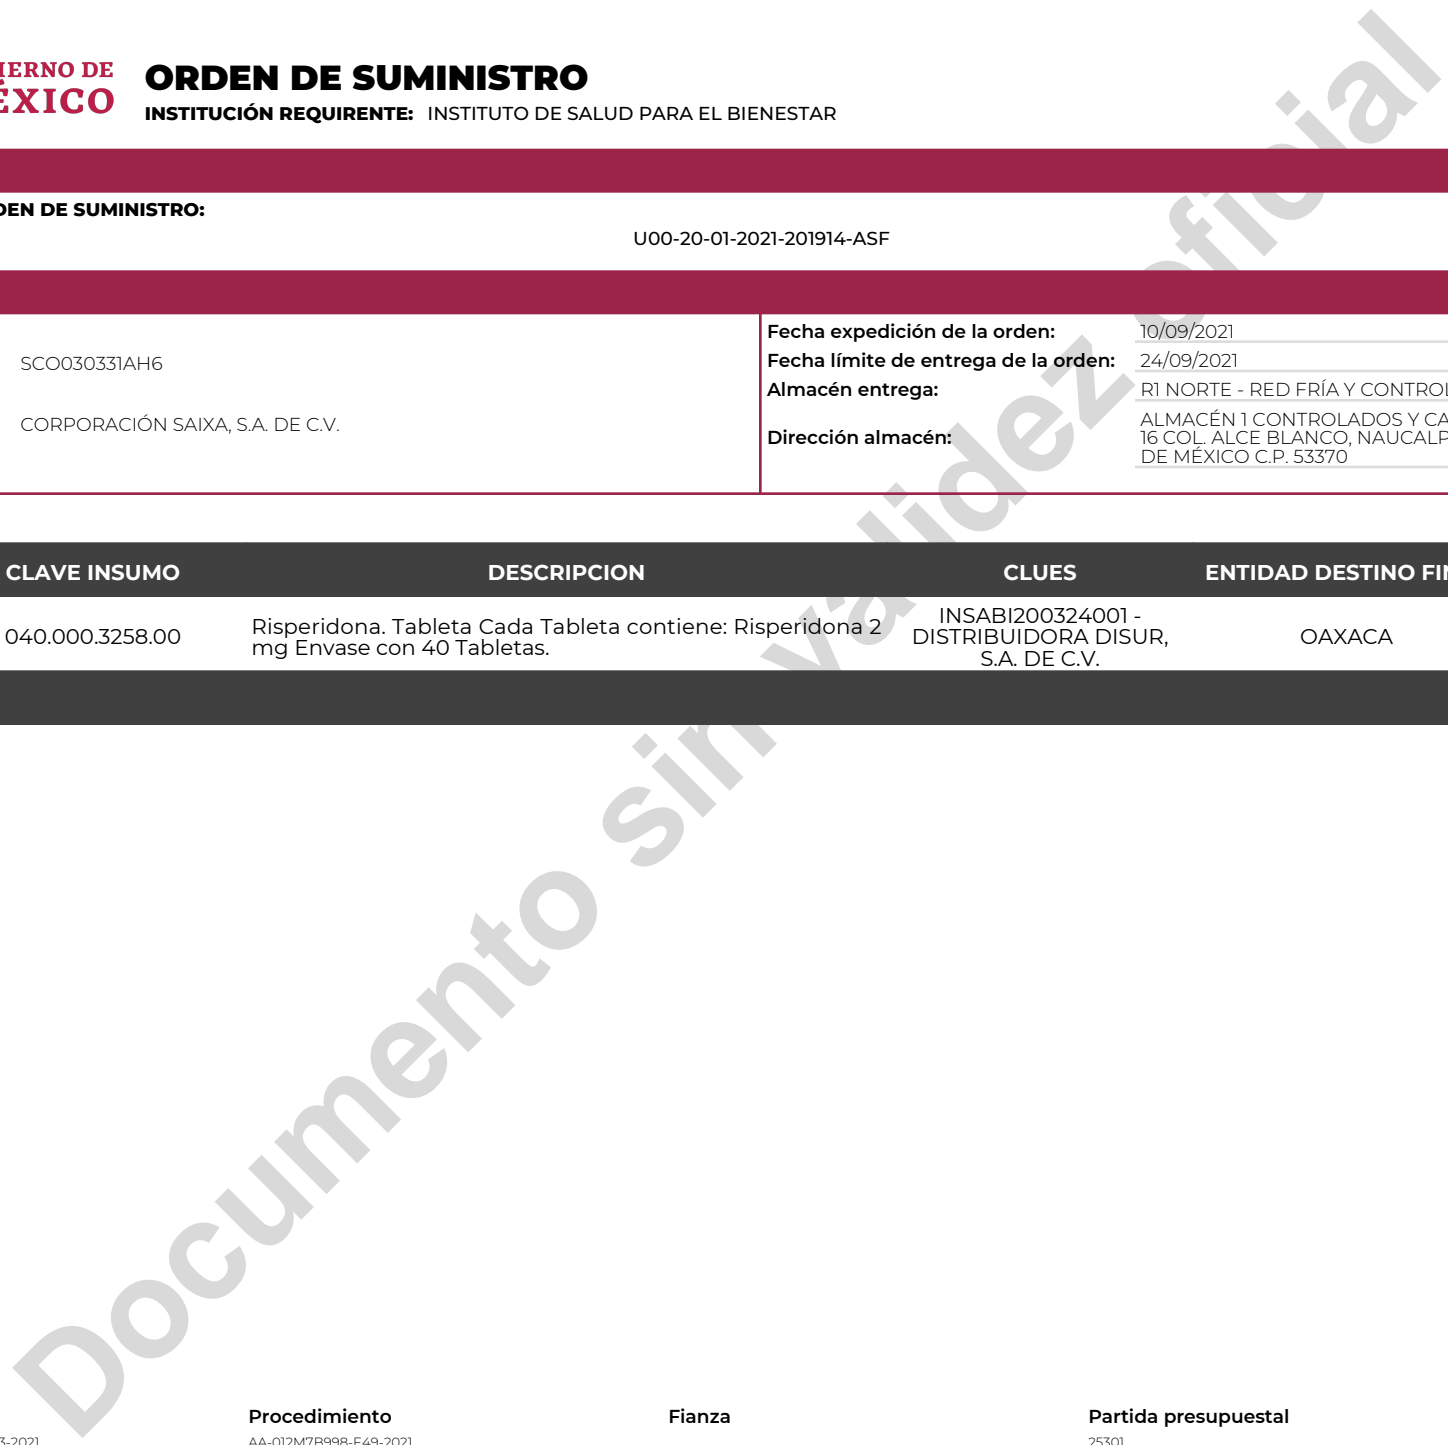 IERNO DE
ÉXICO
ORDEN DE SUMINISTRO
INSTITUCIÓN REQUIRENTE: INSTITUTO DE SALUD PARA EL BIENESTAR
DEN DE SUMINISTRO:
U00-20-01-2021-201914-ASF
SCO030331AH6
CORPORACIÓN SAIXA, S.A. DE C.V.
Fecha expedición de la orden: 10/09/2021
Fecha límite de entrega de la orden: 24/09/2021
Almacén entrega: R1 NORTE - RED FRÍA Y CONTROL
Dirección almacén: ALMACÉN 1 CONTROLADOS Y CA
16 COL. ALCE BLANCO, NAUCALP
DE MÉXICO C.P. 53370
CLAVE INSUMO DESCRIPCION CLUES ENTIDAD DESTINO FIN
040.000.3258.00
Risperidona. Tableta Cada Tableta contiene: Risperidona 2
mg Envase con 40 Tabletas.
INSABI200324001 -
DISTRIBUIDORA DISUR,
S.A. DE C.V.
OAXACA
Documento sin validez oficial
Procedimiento Fianza Partida presupuestal
3-2021 AA-012M7B998-E49-2021 25301